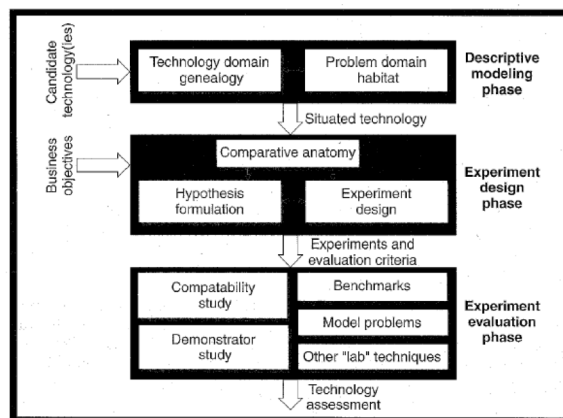 Candidate
technology(ies)
Technology domain
genealogy
Problem domain
habitat
Descriptive
modeling
phase
Situated technology
Business
objectives
Comparative anatomy
Hypothesis
formulation
Experiment
design
Experiment
design
phase
Experiments and
evaluation criteria
Compatability
study
Demonstrator
study
Benchmarks
Model problems
Other "lab" techniques
Experiment
evaluation
phase
Technology
assessment